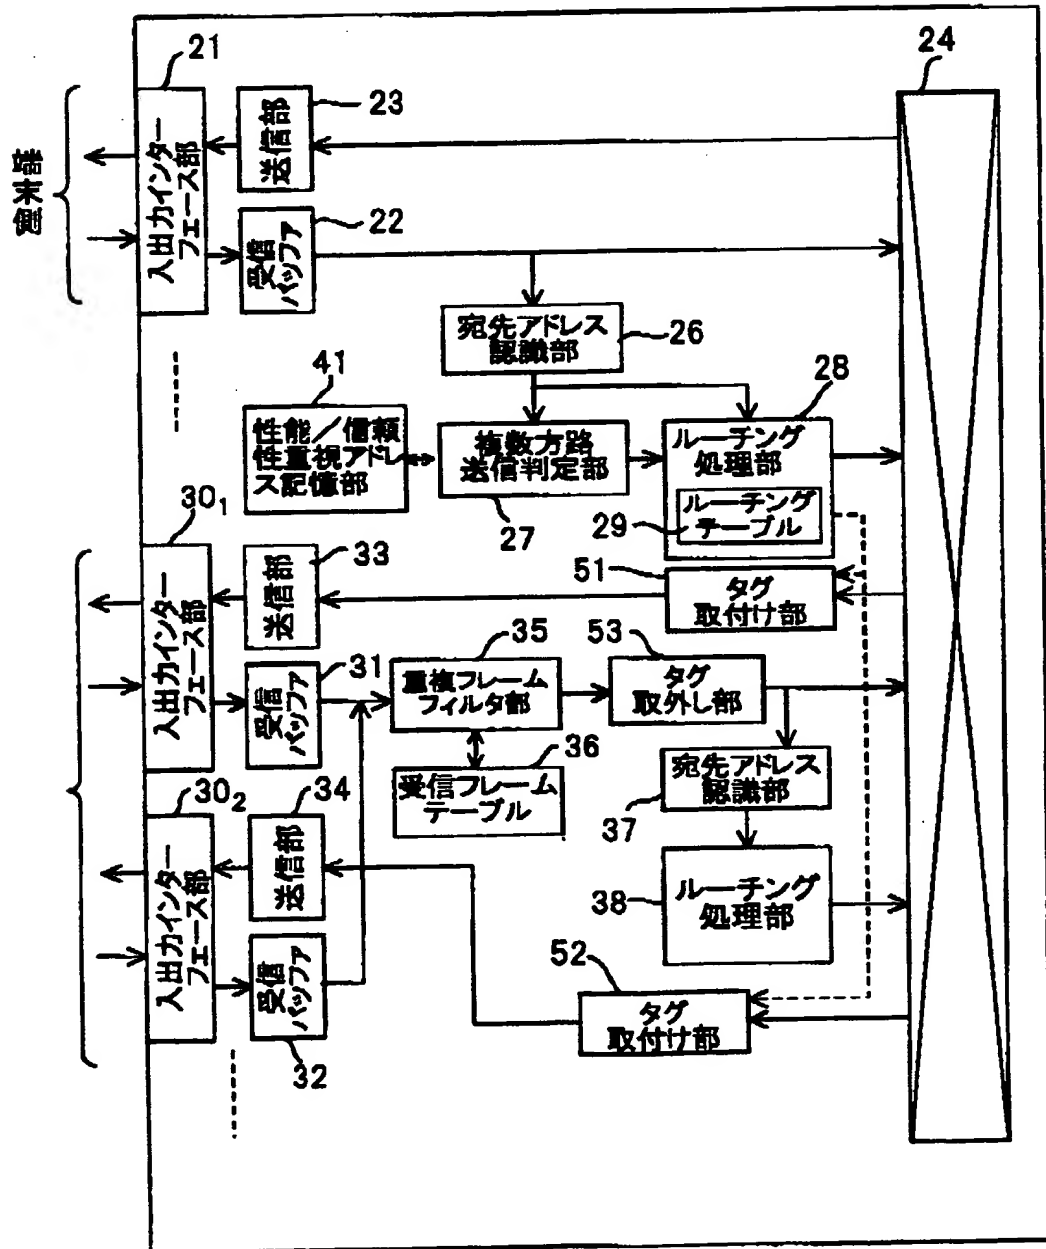 21
24
端末側
入出力インター
フェース部
送信部
23
受信
バッファ
22
宛先アドレス
認識部
26
41
性能/信頼
性重視アドレ
ス記憶部
複数方路
送信判定部
27
28
ルーチング
処理部
29
ルーチング
テーブル
30₁
入出力インター
フェース部
送信部
33
51
タグ
取付け部
受信
バッファ
31
35
重複フレーム
フィルタ部
53
タグ
取外し部
36
受信フレーム
テーブル
宛先アドレス
認識部
37
30₂
入出力インター
フェース部
34
送信部
38
ルーチング
処理部
受信
バッファ
32
52
タグ
取付け部